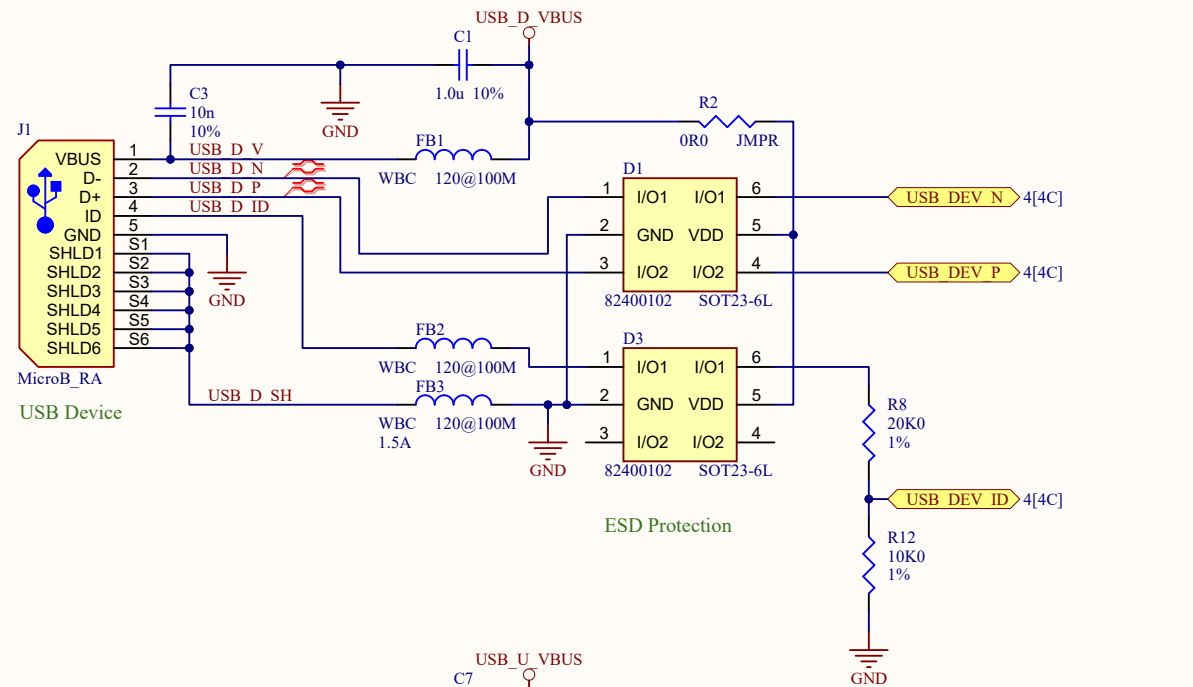 USB_D_VBUS
C1
1.0u 10%
C3
10n
10%
GND
R2
0R0 JMPR
J1
FB1
WBC 120@100M
VBUS 1 USB_D_V
D- 2 USB_D_N
D+ 3 USB_D_P
ID 4 USB_D_ID
GND 5
SHLD1 S1
SHLD2 S2
SHLD3 S3
SHLD4 S4
SHLD5 S5
SHLD6 S6
GND
MicroB_RA
USB Device
D1
1 I/O1 I/O1 6
2 GND VDD 5
3 I/O2 I/O2 4
82400102 SOT23-6L
USB_DEV_N 4[4C]
USB_DEV_P 4[4C]
FB2
WBC 120@100M
USB_D_SH
FB3
WBC 120@100M
1.5A
GND
D3
1 I/O1 I/O1 6
2 GND VDD 5
3 I/O2 I/O2 4
82400102 SOT23-6L
ESD Protection
R8
20K0
1%
USB_DEV_ID 4[4C]
R12
10K0
1%
GND
USB_U_VBUS
C7